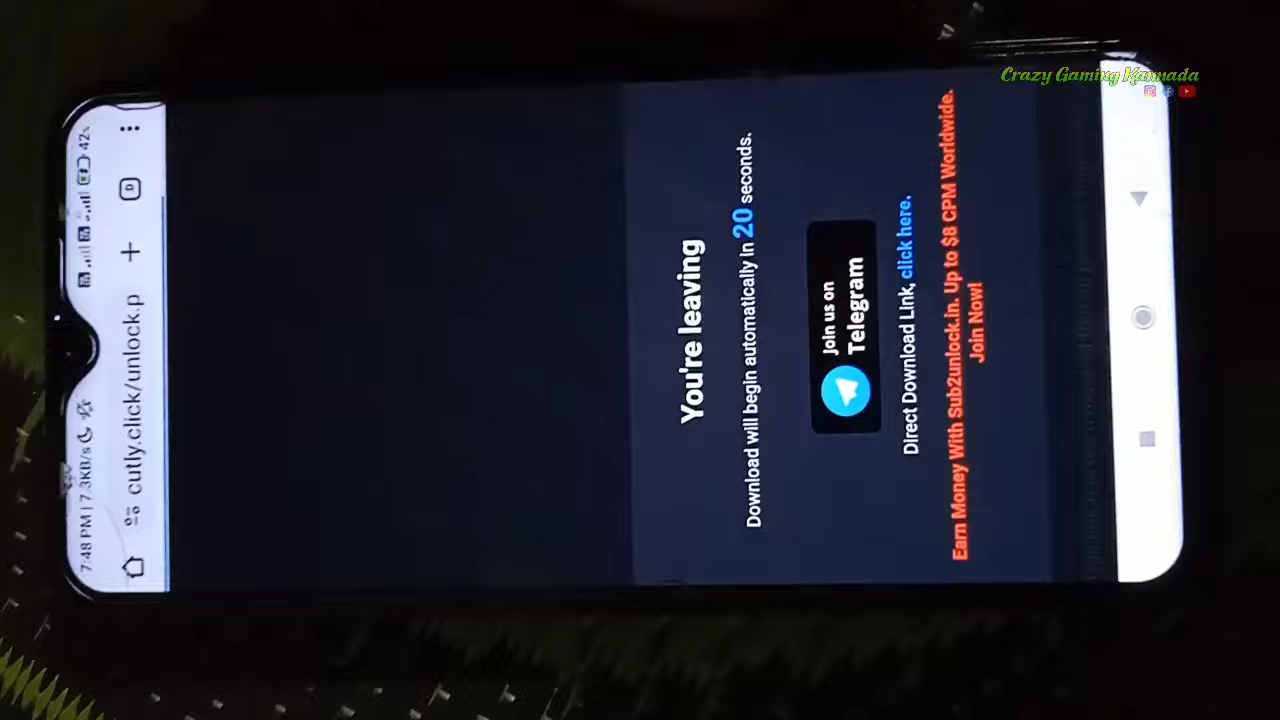 Crazy Gaming Kannada
7:48 PM | 7.3KB/s
42%
cutly.click/unlock.p
You're leaving
Download will begin automatically in 20 seconds.
Join us on
Telegram
Direct Download Link, click here.
Earn Money With Sub2unlock.in. Up to $8 CPM Worldwide.
Join Now!